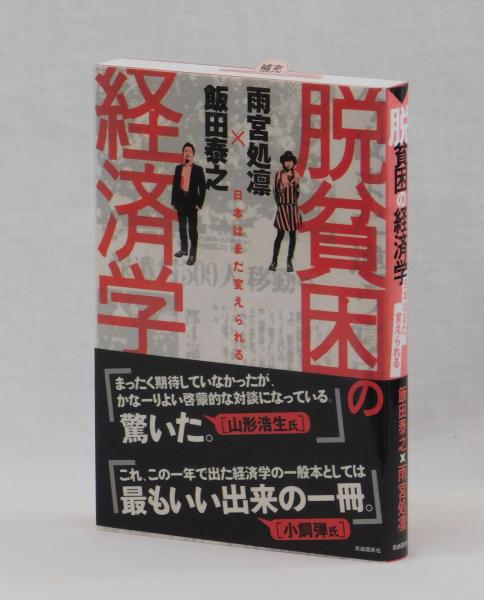 補充
脱貧困の
経済学
雨宮処凛
×
飯田泰之
日本はまだ変えられる
まったく期待していなかったが、
かなーりよい啓蒙的な対談になっている。
驚いた。
[山形浩生氏]
これ、この一年で出た経済学の一般本としては
最もいい出来の一冊。
[小飼弾氏]
脱貧困の経済学
日本はまだ
変えられる
飯田泰之×雨宮処凛
自由国民社